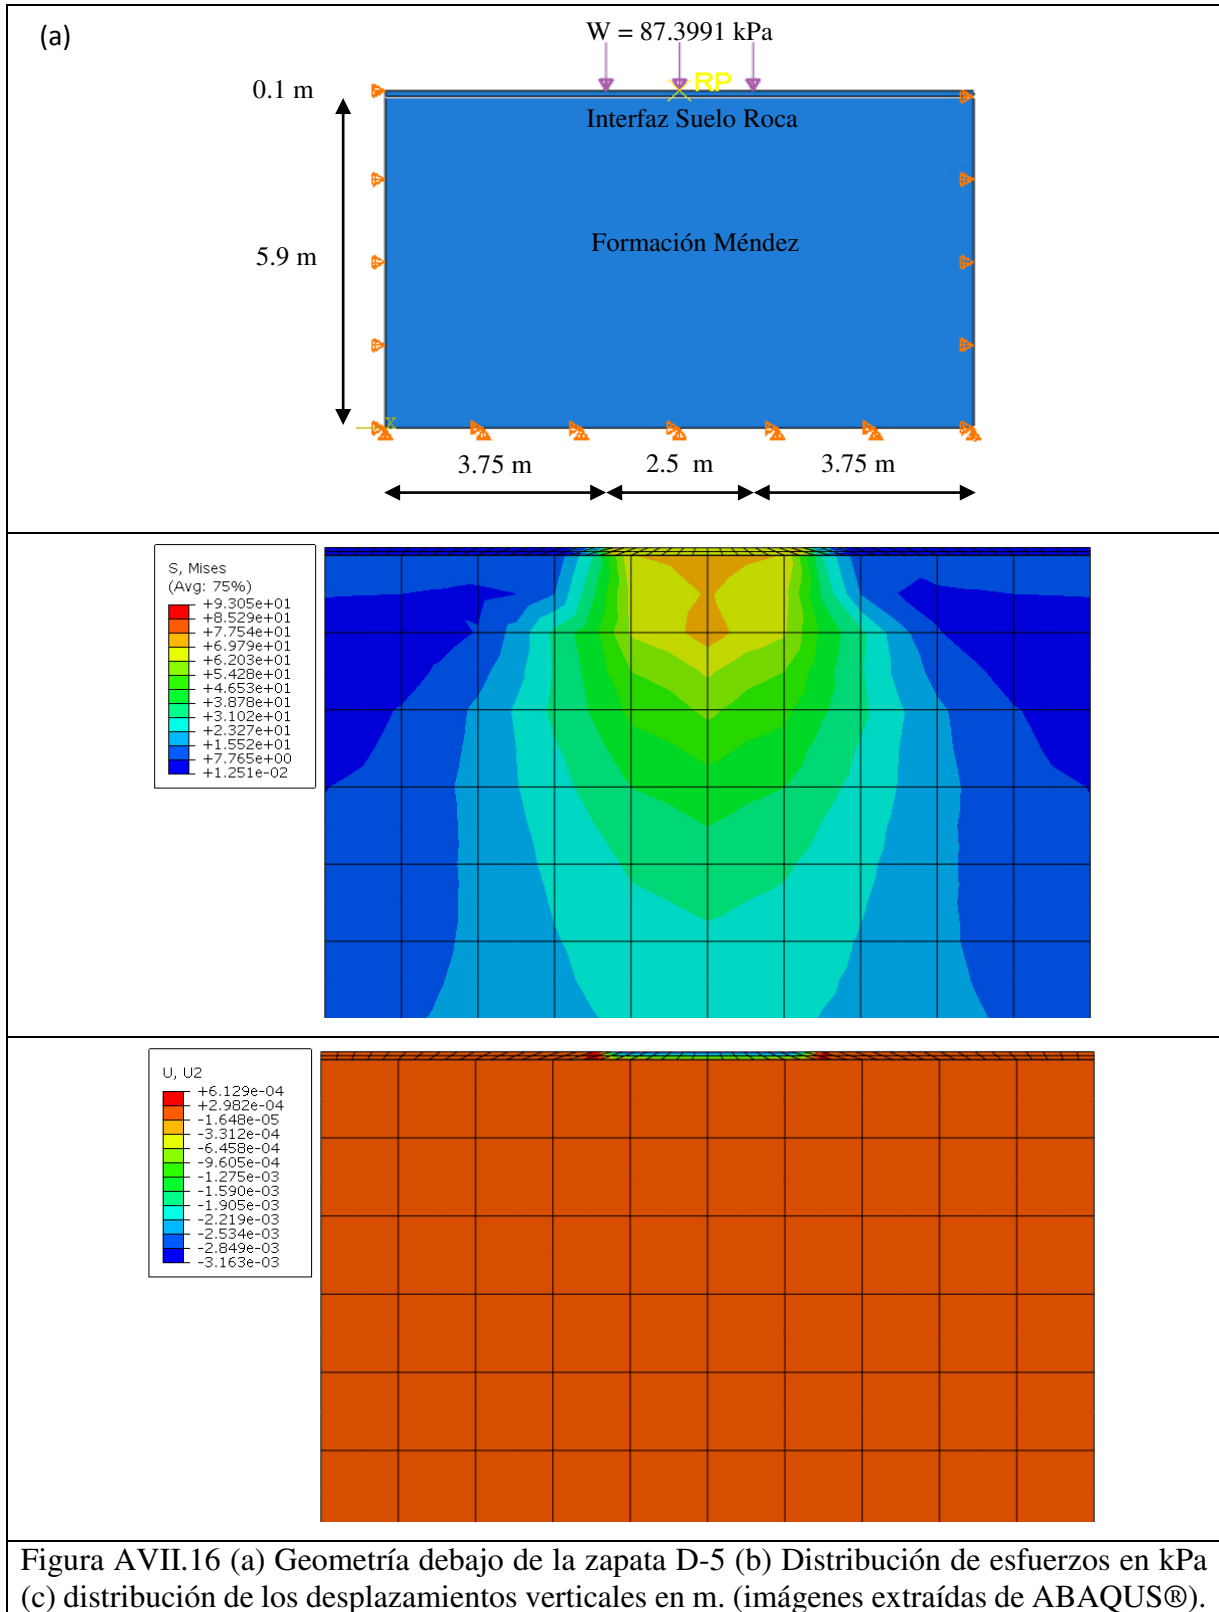 (a)
W = 87.3991 kPa
RP
0.1 m
Interfaz Suelo Roca
Formación Méndez
5.9 m
X
3.75 m
2.5 m
3.75 m
S, Mises
(Avg: 75%)
+9.305e+01
+8.529e+01
+7.754e+01
+6.979e+01
+6.203e+01
+5.428e+01
+4.653e+01
+3.878e+01
+3.102e+01
+2.327e+01
+1.552e+01
+7.765e+00
+1.251e-02
U, U2
+6.129e-04
+2.982e-04
-1.648e-05
-3.312e-04
-6.458e-04
-9.605e-04
-1.275e-03
-1.590e-03
-1.905e-03
-2.219e-03
-2.534e-03
-2.849e-03
-3.163e-03
Figura AVII.16 (a) Geometría debajo de la zapata D-5 (b) Distribución de esfuerzos en kPa
(c) distribución de los desplazamientos verticales en m. (imágenes extraídas de ABAQUS®).